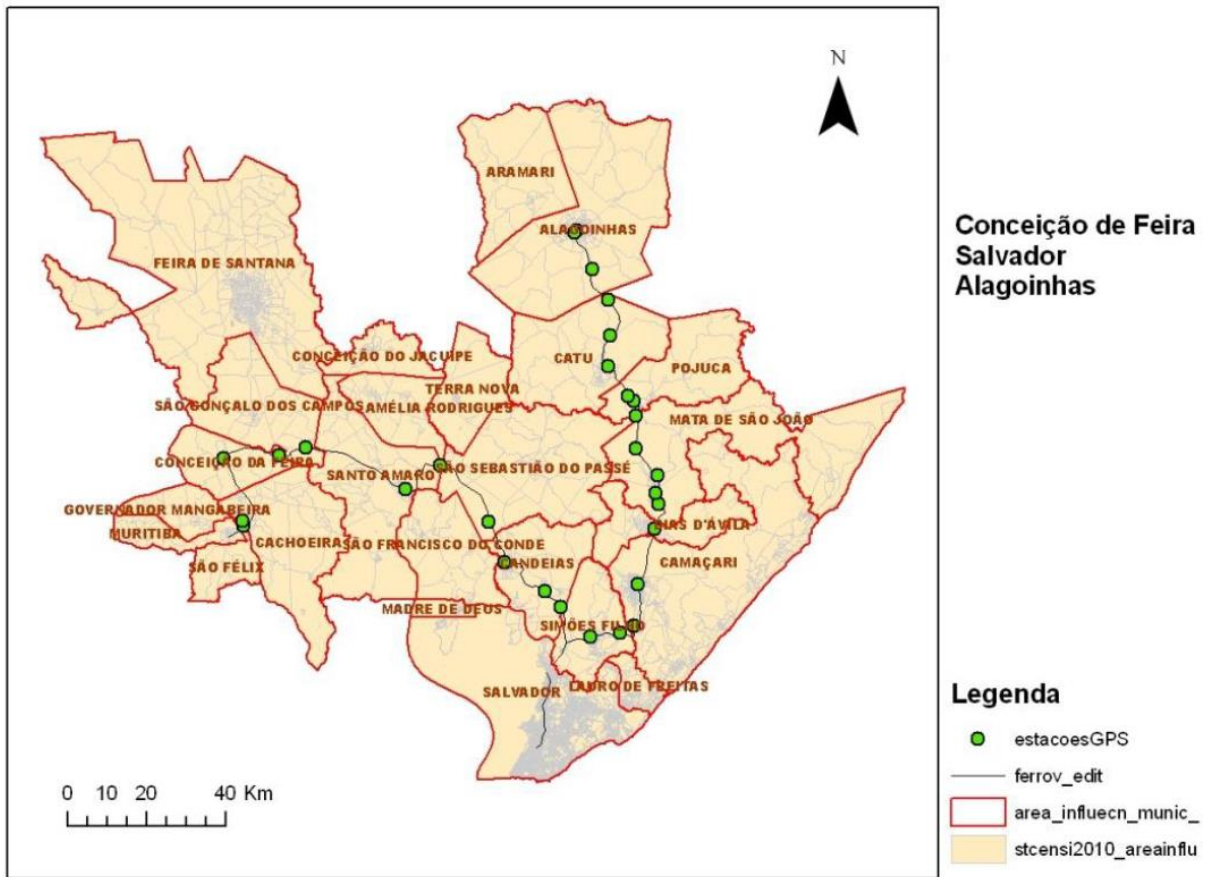 N
ARAMARI
ALAGOINHAS
FEIRA DE SANTANA
CONCEIÇÃO DO JACUIPE
CATU
POJUCA
TERRA NOVA
SÃO GONÇALO DOS CAMPOS
AMÉLIA RODRIGUES
MATA DE SÃO JOÃO
CONCEIÇÃO DA FEIRA
SANTO AMARO
SÃO SEBASTIÃO DO PASSÉ
GOVERNADOR MANGABEIRA
MURITIBA
CACHOEIRA
SÃO FRANCISCO DO CONDE
DIAS D'ÁVILA
SÃO FÉLIX
CANDEIAS
CAMAÇARI
MADRE DE DEUS
SIMÕES FILHO
SALVADOR
LAURO DE FREITAS
0 10 20 40 Km
Conceição de Feira
Salvador
Alagoinhas
Legenda
estacoesGPS
ferrov_edit
area_influecn_munic_
stcensi2010_areainflu